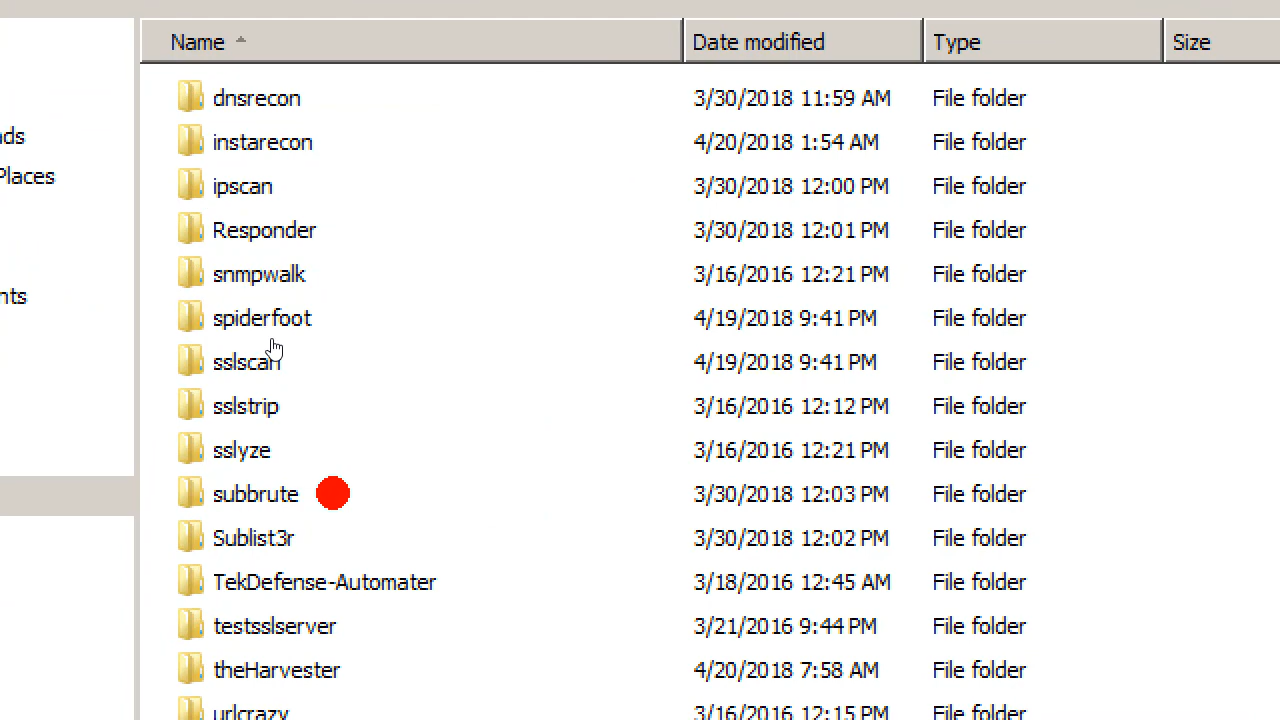 Name Date modified Type Size
dnsrecon 3/30/2018 11:59 AM File folder
ads
instarecon 4/20/2018 1:54 AM File folder
Places
ipscan 3/30/2018 12:00 PM File folder
Responder 3/30/2018 12:01 PM File folder
snmpwalk 3/16/2016 12:21 PM File folder
nts
spiderfoot 4/19/2018 9:41 PM File folder
sslscan 4/19/2018 9:41 PM File folder
sslstrip 3/16/2016 12:12 PM File folder
sslyze 3/16/2016 12:21 PM File folder
subbrute 3/30/2018 12:03 PM File folder
Sublist3r 3/30/2018 12:02 PM File folder
TekDefense-Automater 3/18/2016 12:45 AM File folder
testsslserver 3/21/2016 9:44 PM File folder
theHarvester 4/20/2018 7:58 AM File folder
urlcrazy 3/16/2016 12:15 PM File folder